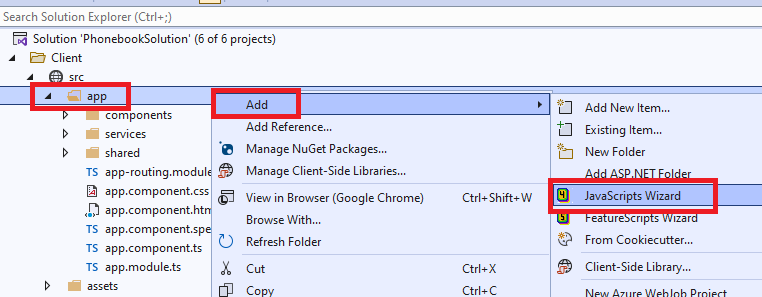 Search Solution Explorer (Ctrl+;)
Solution 'PhonebookSolution' (6 of 6 projects)
Client
src
app
components
services
shared
TS app-routing.module
app.component.css
app.component.htm
TS app.component.spe
TS app.component.ts
TS app.module.ts
assets
Add
Add Reference...
Manage NuGet Packages...
Manage Client-Side Libraries...
View in Browser (Google Chrome) Ctrl+Shift+W
Browse With...
Refresh Folder
Cut Ctrl+X
Copy Ctrl+C
Add New Item...
Existing Item...
New Folder
Add ASP.NET Folder
4 JavaScripts Wizard
5 FeatureScripts Wizard
From Cookiecutter...
Client-Side Library...
New Azure WebJob Project